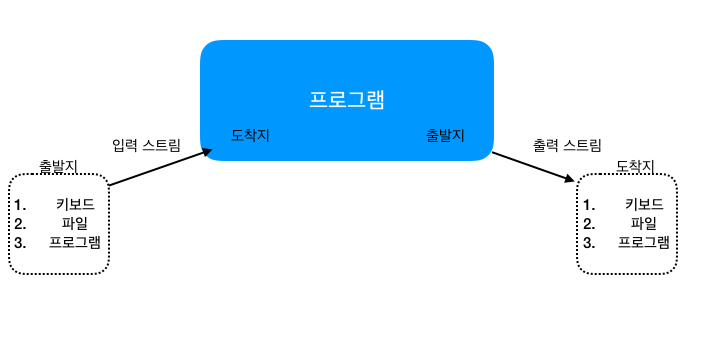 프로그램
도착지
출발지
입력 스트림
출력 스트림
출발지
1. 키보드
2. 파일
3. 프로그램
도착지
1. 키보드
2. 파일
3. 프로그램